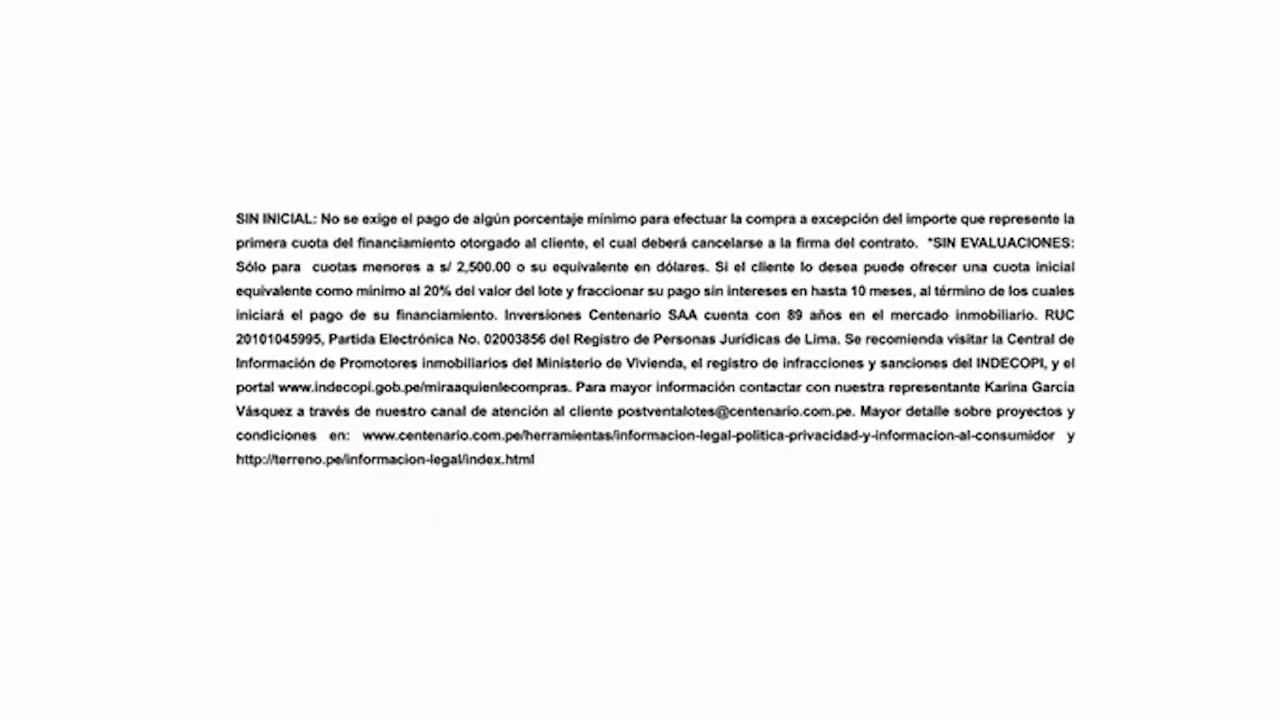 SIN INICIAL: No se exige el pago de algún porcentaje mínimo para efectuar la compra a excepción del importe que represente la
primera cuota del financiamiento otorgado al cliente, el cual deberá cancelarse a la firma del contrato. *SIN EVALUACIONES:
Sólo para cuotas menores a s/ 2,500.00 o su equivalente en dólares. Si el cliente lo desea puede ofrecer una cuota inicial
equivalente como mínimo al 20% del valor del lote y fraccionar su pago sin intereses en hasta 10 meses, al término de los cuales
iniciará el pago de su financiamiento. Inversiones Centenario SAA cuenta con 89 años en el mercado inmobiliario. RUC
20101045995, Partida Electrónica No. 02003856 del Registro de Personas Jurídicas de Lima. Se recomienda visitar la Central de
Información de Promotores inmobiliarios del Ministerio de Vivienda, el registro de infracciones y sanciones del INDECOPI, y el
portal www.indecopi.gob.pe/miraaquienlecompras. Para mayor información contactar con nuestra representante Karina García
Vásquez a través de nuestro canal de atención al cliente postventalotes@centenario.com.pe. Mayor detalle sobre proyectos y
condiciones en: www.centenario.com.pe/herramientas/informacion-legal-politica-privacidad-y-informacion-al-consumidor y
http://terreno.pe/informacion-legal/index.html